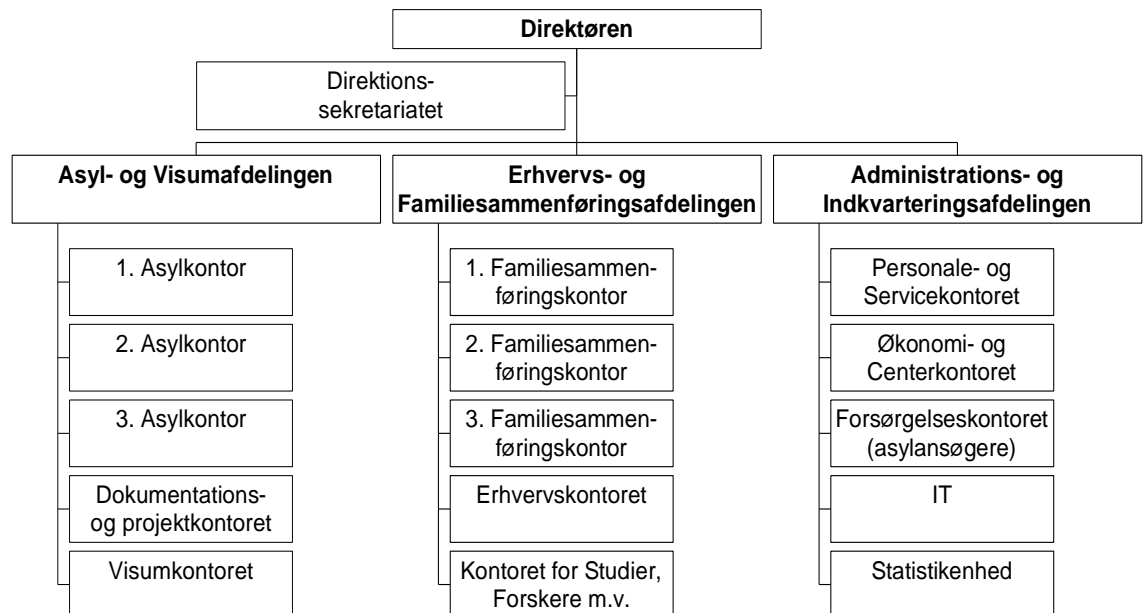 Direktøren
Direktions-
sekretariatet
Asyl- og Visumafdelingen
Erhvervs- og
Familiesammenføringsafdelingen
Administrations- og
Indkvarteringsafdelingen
1. Asylkontor
2. Asylkontor
3. Asylkontor
Dokumentations-
og projektkontoret
Visumkontoret
1. Familiesammen-
føringskontor
2. Familiesammen-
føringskontor
3. Familiesammen-
føringskontor
Erhvervskontoret
Kontoret for Studier,
Forskere m.v.
Personale- og
Servicekontoret
Økonomi- og
Centerkontoret
Forsørgelseskontoret
(asylansøgere)
IT
Statistikenhed